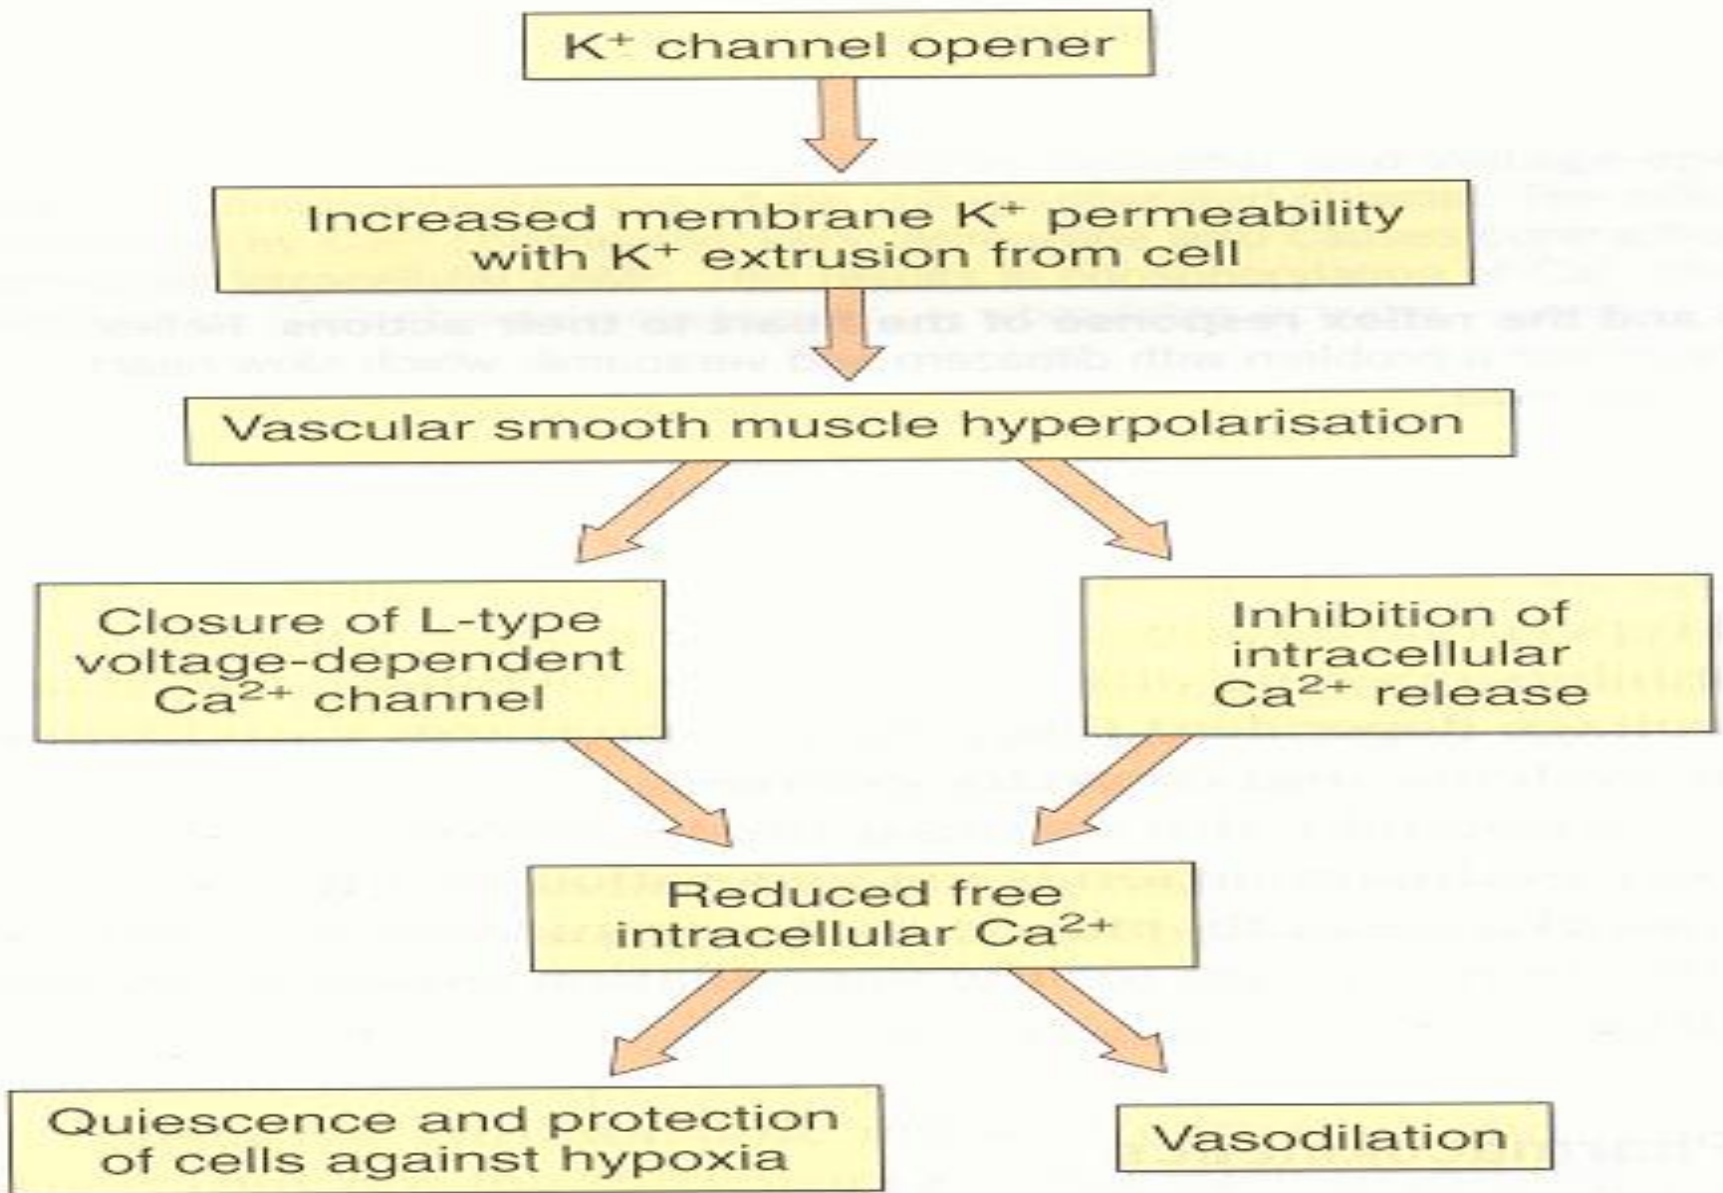 K⁺ channel opener
Increased membrane K⁺ permeability
with K⁺ extrusion from cell
Vascular smooth muscle hyperpolarisation
Closure of L-type
voltage-dependent
Ca²⁺ channel
Inhibition of
intracellular
Ca²⁺ release
Reduced free
intracellular Ca²⁺
Quiescence and protection
of cells against hypoxia
Vasodilation